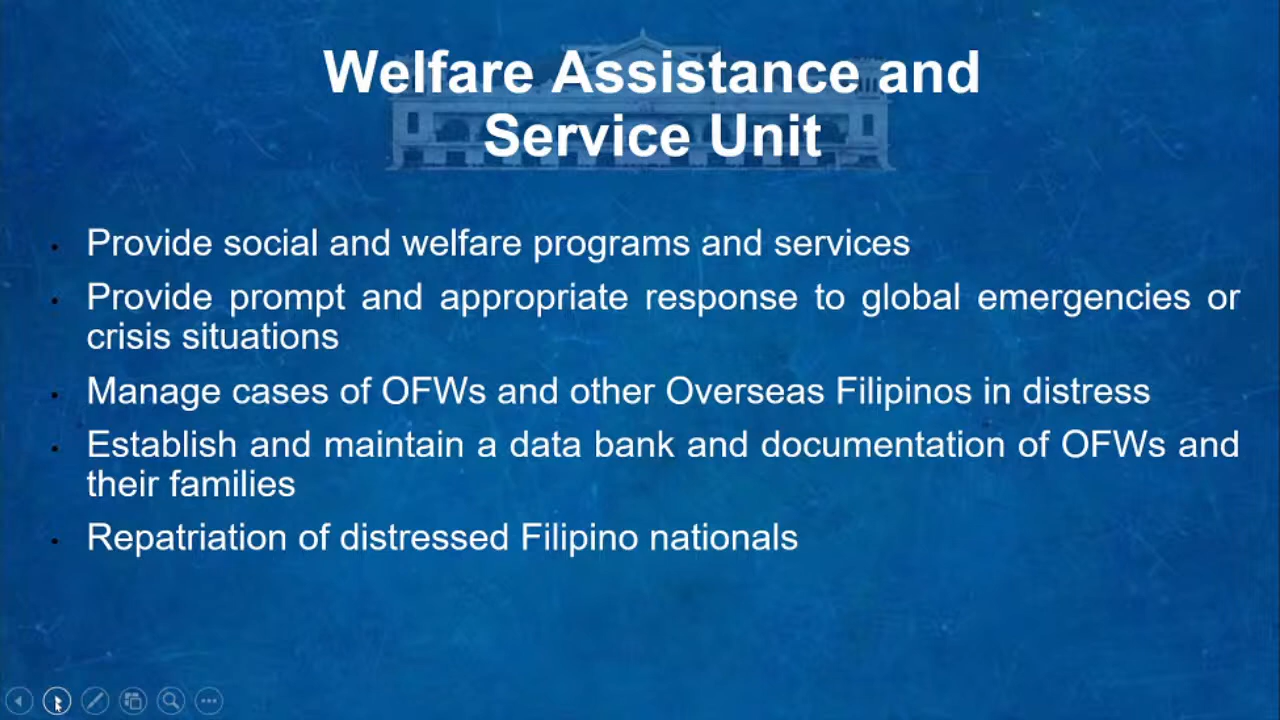 Welfare Assistance and
Service Unit
Provide social and welfare programs and services
Provide prompt and appropriate response to global emergencies or
crisis situations
Manage cases of OFWs and other Overseas Filipinos in distress
Establish and maintain a data bank and documentation of OFWs and
their families
Repatriation of distressed Filipino nationals